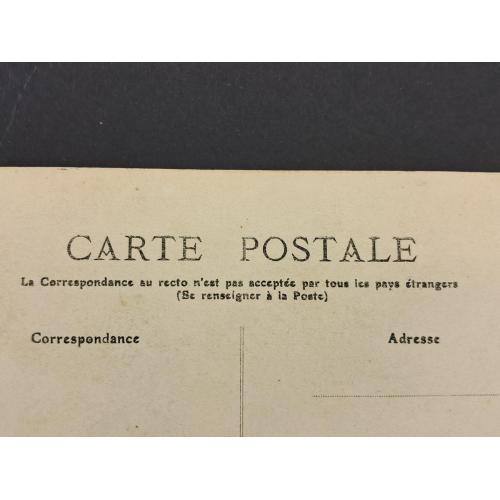 CARTE POSTALE
La Correspondance au recto n'est pas acceptée par tous les pays étrangers
(Se renseigner à la Poste)
Correspondance
Adresse